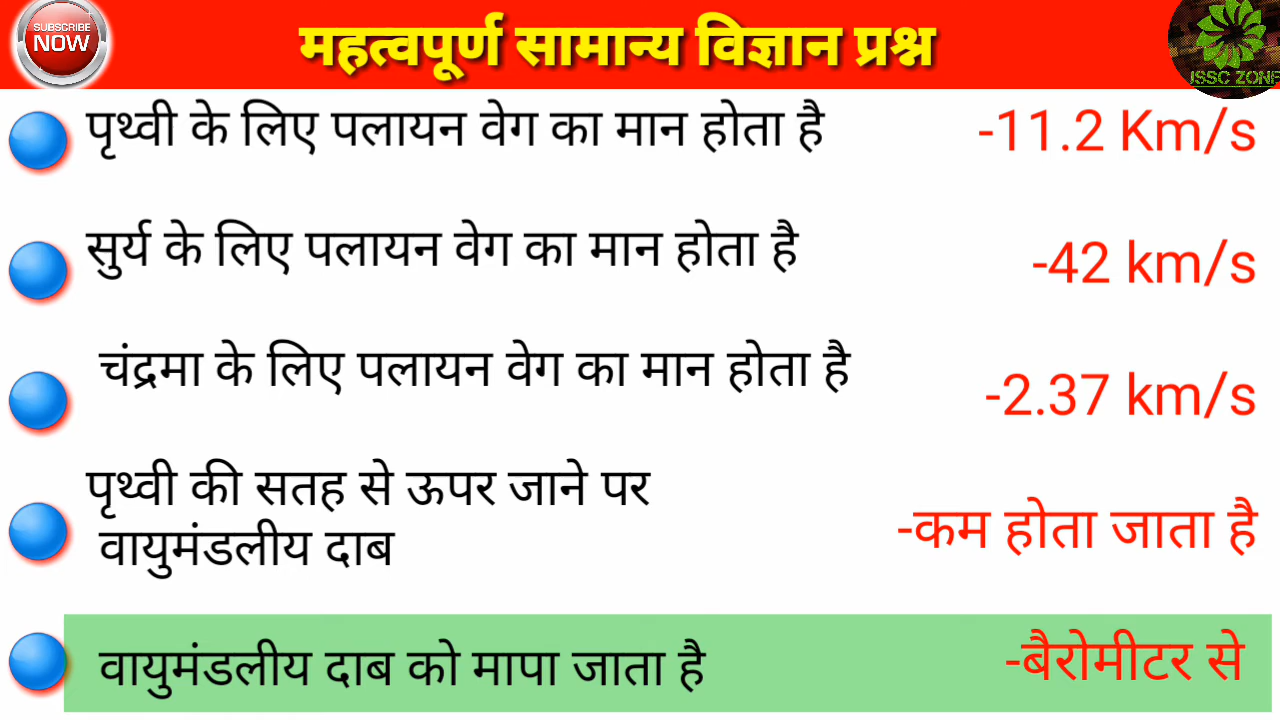 SUBSCRIBE
NOW
महत्वपूर्ण सामान्य विज्ञान प्रश्न
JSSC ZONE
पृथ्वी के लिए पलायन वेग का मान होता है -11.2 Km/s
सुर्य के लिए पलायन वेग का मान होता है -42 km/s
चंद्रमा के लिए पलायन वेग का मान होता है -2.37 km/s
पृथ्वी की सतह से ऊपर जाने पर
वायुमंडलीय दाब -कम होता जाता है
वायुमंडलीय दाब को मापा जाता है -बैरोमीटर से